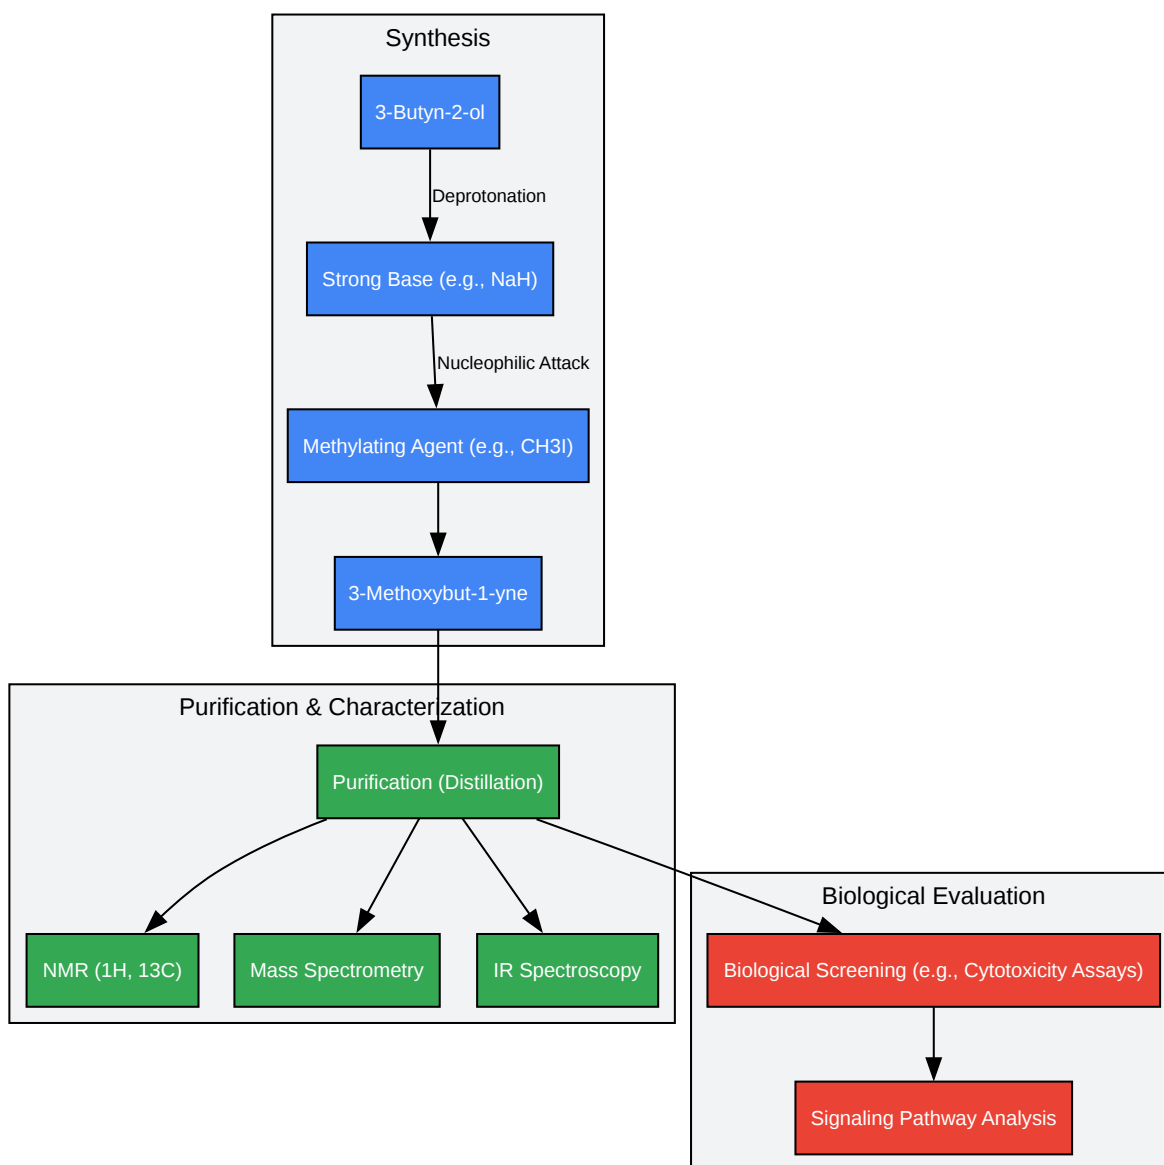 Synthesis
3-Butyn-2-ol
Deprotonation
Strong Base (e.g., NaH)
Nucleophilic Attack
Methylating Agent (e.g., CH3I)
3-Methoxybut-1-yne
Purification & Characterization
Purification (Distillation)
NMR (1H, 13C)
Mass Spectrometry
IR Spectroscopy
Biological Evaluation
Biological Screening (e.g., Cytotoxicity Assays)
Signaling Pathway Analysis